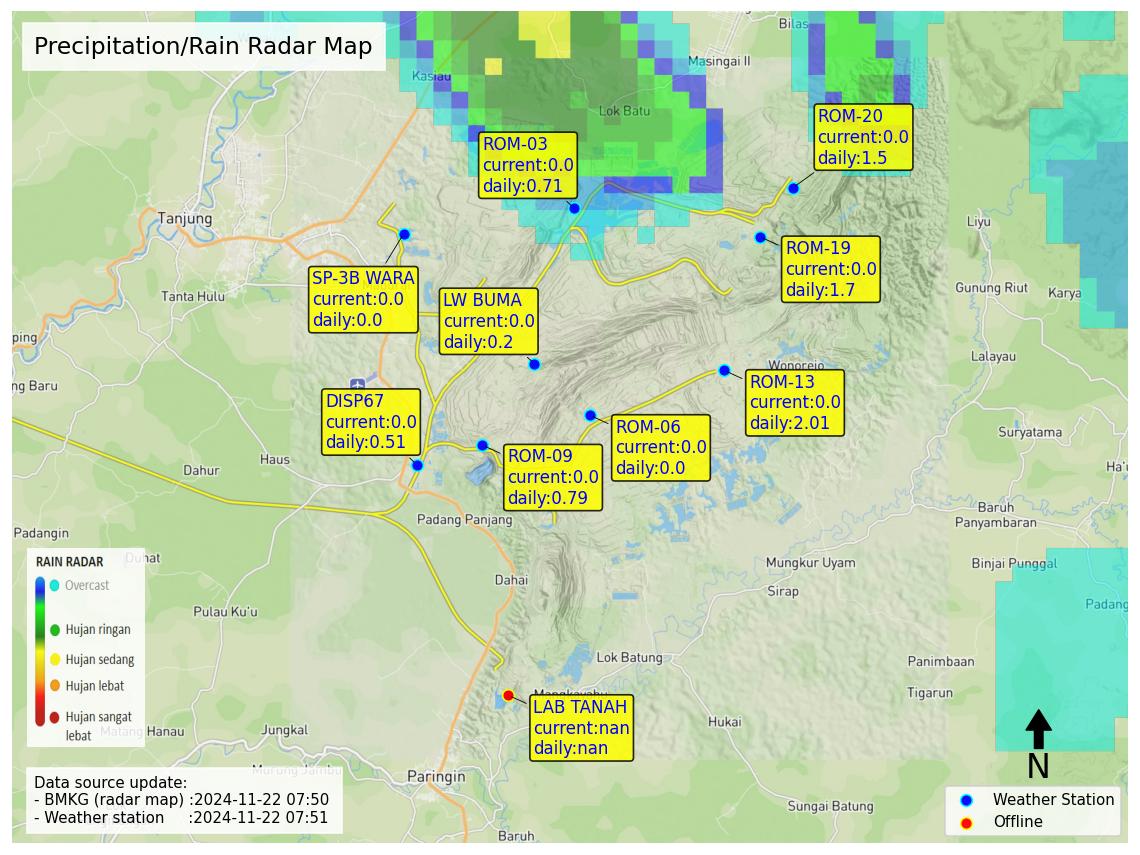 Precipitation/Rain Radar Map
Bilas
Masingai II
Kasiau
Lok Batu
ROM-20
current:0.0
daily:1.5
ROM-03
current:0.0
daily:0.71
Tanjung
Liyu
ROM-19
current:0.0
daily:1.7
SP-3B WARA
current:0.0
daily:0.0
Tanta Hulu
LW BUMA
current:0.0
daily:0.2
Gunung Riut
Karya
ping
Lalayau
Wonorejo
ng Baru
ROM-13
current:0.0
daily:2.01
DISP67
current:0.0
daily:0.51
ROM-06
current:0.0
daily:0.0
Suryatama
ROM-09
current:0.0
daily:0.79
Haus
Dahur
Ha'u
Baruh
Panyambaran
Padang Panjang
Padangin
Duhat
Mungkur Uyam
Binjai Punggal
RAIN RADAR
Overcast
Hujan ringan
Hujan sedang
Hujan lebat
Hujan sangat
lebat
Dahai
Sirap
Padang
Pulau Ku'u
Lok Batung
Panimbaan
Tigarun
Mangkayahu
LAB TANAH
current:nan
daily:nan
Hukai
Matang Hanau
Jungkal
Murung Jambu
Paringin
N
Data source update:
- BMKG (radar map) :2024-11-22 07:50
- Weather station :2024-11-22 07:51
Sungai Batung
Baruh
Weather Station
Offline